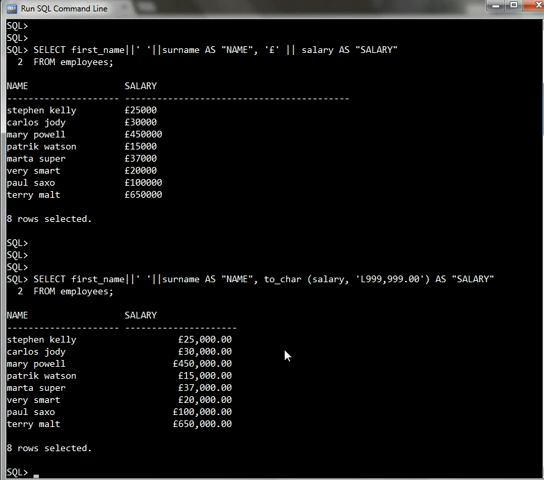 Run SQL Command Line
SQL>
SQL>
SQL> SELECT first_name||' '||surname AS "NAME", '£' || salary AS "SALARY"
2 FROM employees;
NAME SALARY
-------------------- ----------------------------------------
stephen kelly £25000
carlos jody £30000
mary powell £450000
patrik watson £15000
marta super £37000
very smart £20000
paul saxo £100000
terry malt £650000
8 rows selected.
SQL>
SQL>
SQL>
SQL> SELECT first_name||' '||surname AS "NAME", to_char (salary, 'L999,999.00') AS "SALARY"
2 FROM employees;
NAME SALARY
-------------------- --------------------
stephen kelly £25,000.00
carlos jody £30,000.00
mary powell £450,000.00
patrik watson £15,000.00
marta super £37,000.00
very smart £20,000.00
paul saxo £100,000.00
terry malt £650,000.00
8 rows selected.
SQL> _